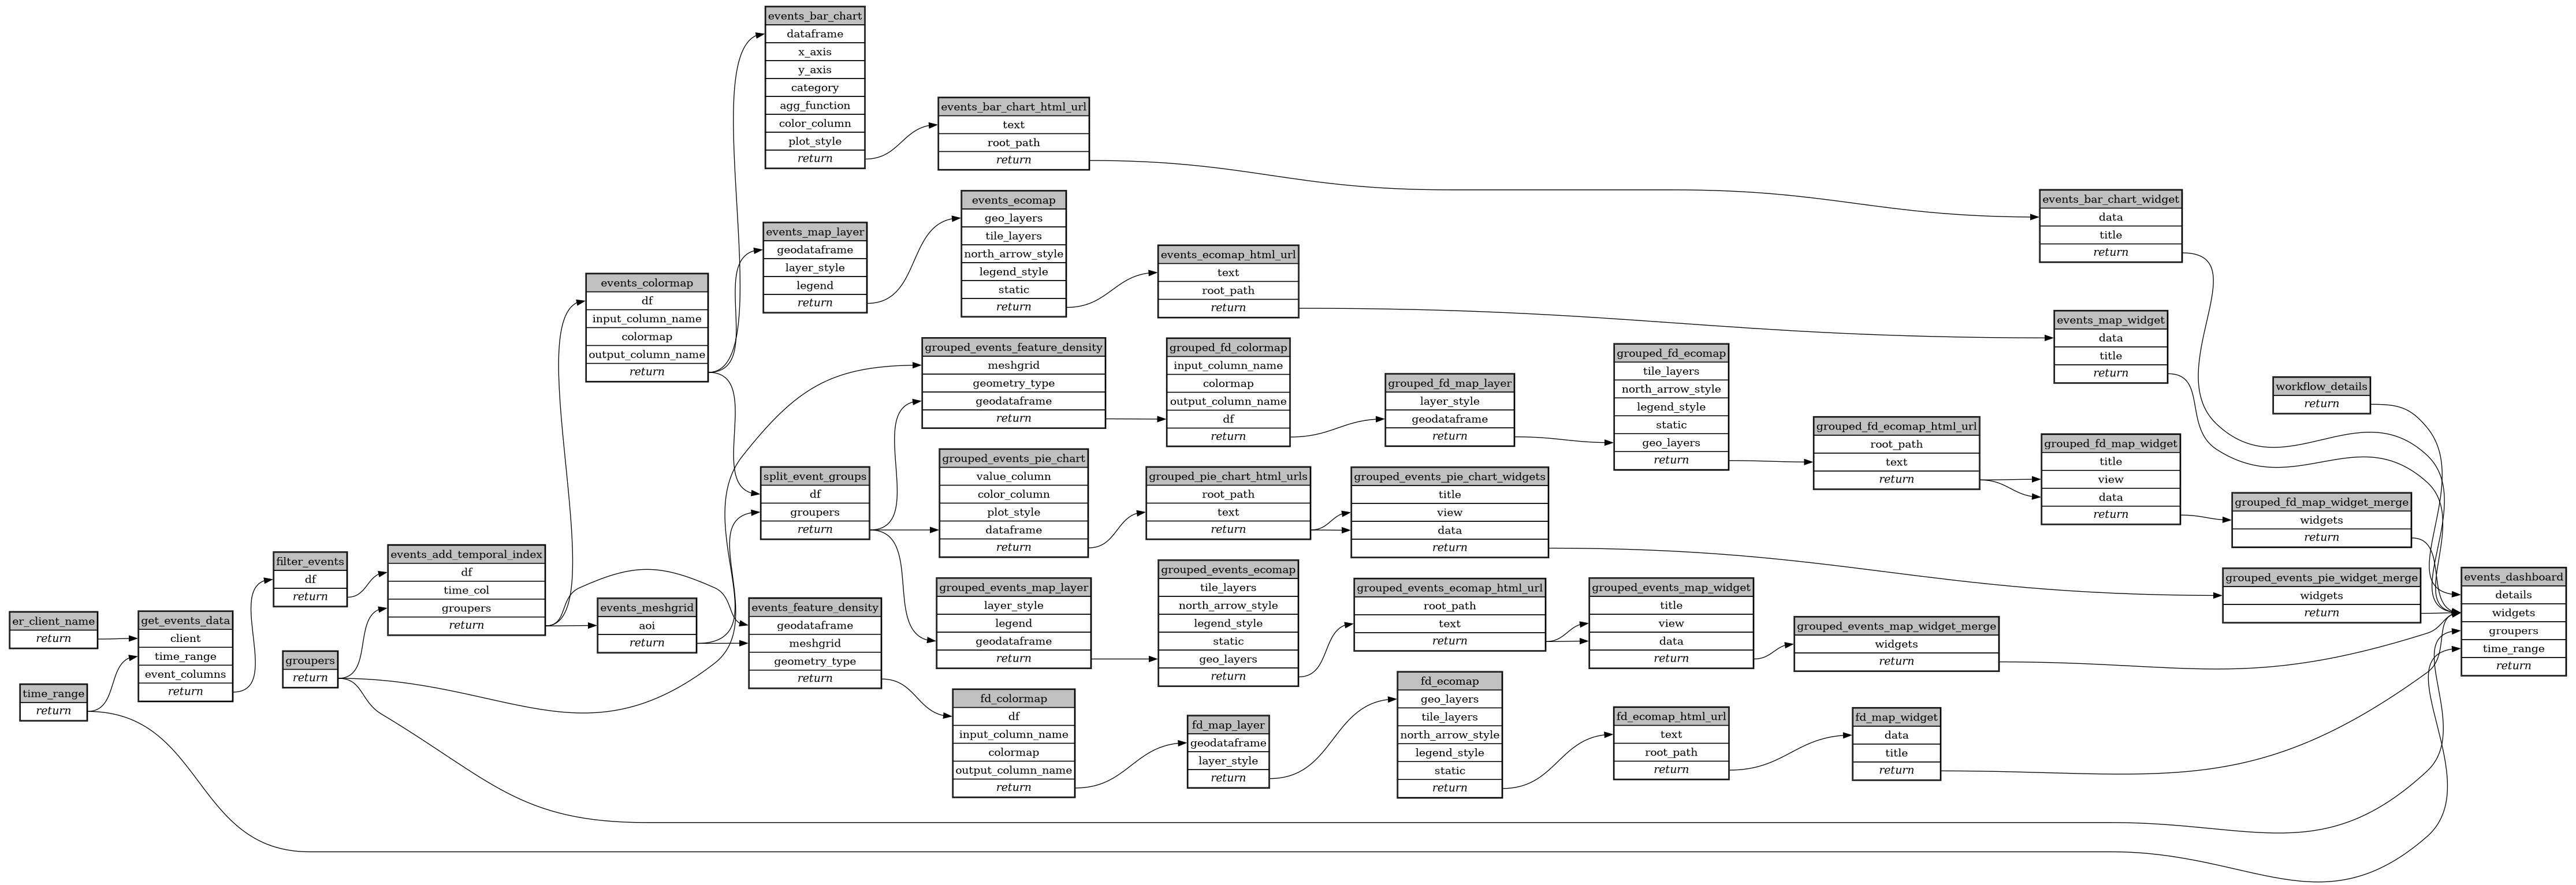 events_bar_chart
dataframe
x_axis
y_axis
category
agg_function
color_column
plot_style
return
events_bar_chart_html_url
text
root_path
return
events_bar_chart_widget
data
title
return
events_ecomap
geo_layers
tile_layers
north_arrow_style
legend_style
static
return
events_map_layer
geodataframe
layer_style
legend
return
events_ecomap_html_url
text
root_path
return
events_map_widget
data
title
return
events_colormap
df
input_column_name
colormap
output_column_name
return
grouped_events_feature_density
meshgrid
geometry_type
geodataframe
return
grouped_fd_colormap
input_column_name
colormap
output_column_name
df
return
grouped_fd_map_layer
layer_style
geodataframe
return
grouped_fd_ecomap
tile_layers
north_arrow_style
legend_style
static
geo_layers
return
grouped_fd_ecomap_html_url
root_path
text
return
grouped_fd_map_widget
title
view
data
return
grouped_fd_map_widget_merge
widgets
return
workflow_details
return
split_event_groups
df
groupers
return
grouped_events_pie_chart
value_column
color_column
plot_style
dataframe
return
grouped_pie_chart_html_urls
root_path
text
return
grouped_events_pie_chart_widgets
title
view
data
return
grouped_events_pie_widget_merge
widgets
return
er_client_name
return
time_range
return
get_events_data
client
time_range
event_columns
return
filter_events
df
return
groupers
return
events_add_temporal_index
df
time_col
groupers
return
events_meshgrid
aoi
return
events_feature_density
geodataframe
meshgrid
geometry_type
return
grouped_events_map_layer
layer_style
legend
geodataframe
return
grouped_events_ecomap
tile_layers
north_arrow_style
legend_style
static
geo_layers
return
grouped_events_ecomap_html_url
root_path
text
return
grouped_events_map_widget
title
view
data
return
grouped_events_map_widget_merge
widgets
return
fd_colormap
df
input_column_name
colormap
output_column_name
return
fd_map_layer
geodataframe
layer_style
return
fd_ecomap
geo_layers
tile_layers
north_arrow_style
legend_style
static
return
fd_ecomap_html_url
text
root_path
return
fd_map_widget
data
title
return
events_dashboard
details
widgets
groupers
time_range
return